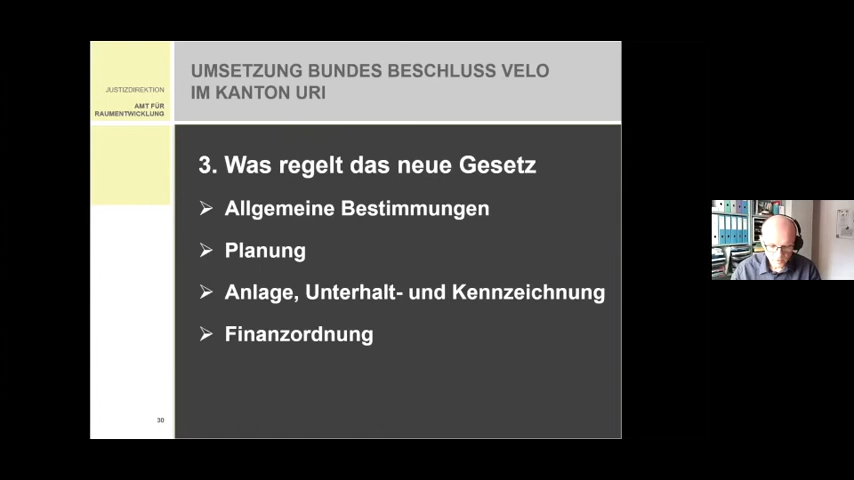 JUSTIZDIREKTION
AMT FÜR
RAUMENTWICKLUNG
UMSETZUNG BUNDES BESCHLUSS VELO
IM KANTON URI
3. Was regelt das neue Gesetz
Allgemeine Bestimmungen
Planung
Anlage, Unterhalt- und Kennzeichnung
Finanzordnung
30